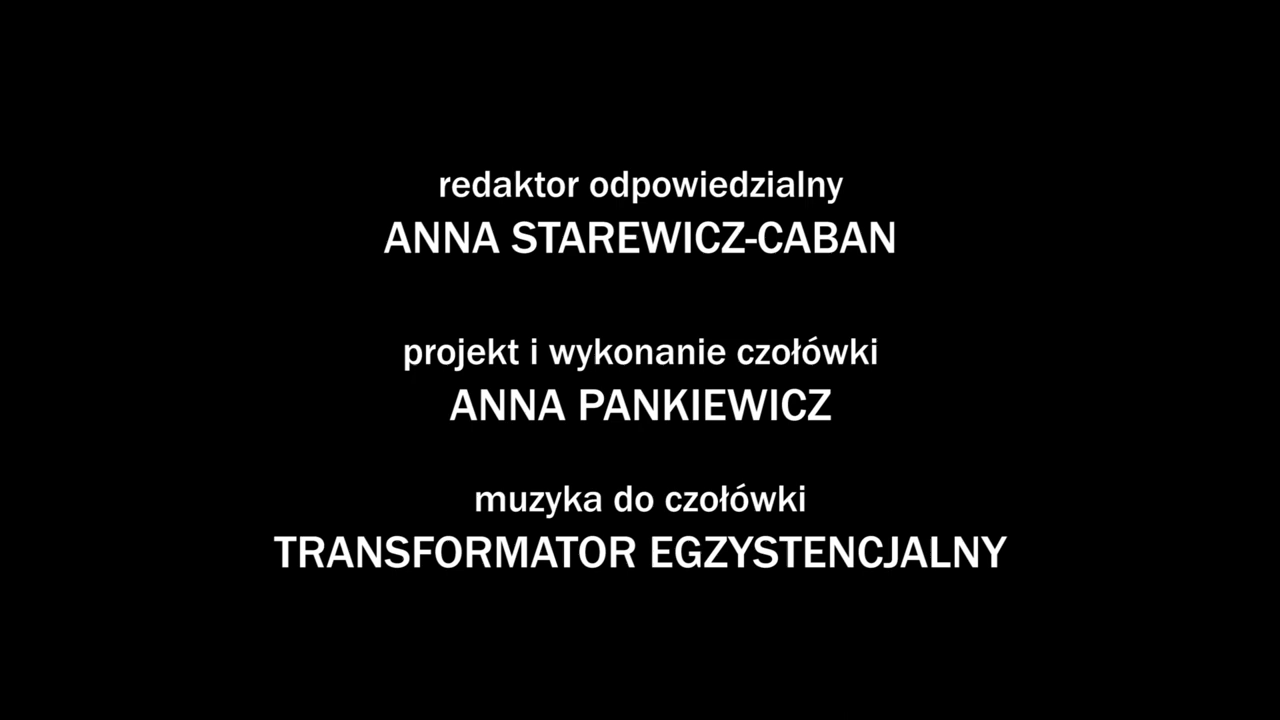 redaktor odpowiedzialny
ANNA STAREWICZ-CABAN
projekt i wykonanie czołówki
ANNA PANKIEWICZ
muzyka do czołówki
TRANSFORMATOR EGZYSTENCJALNY